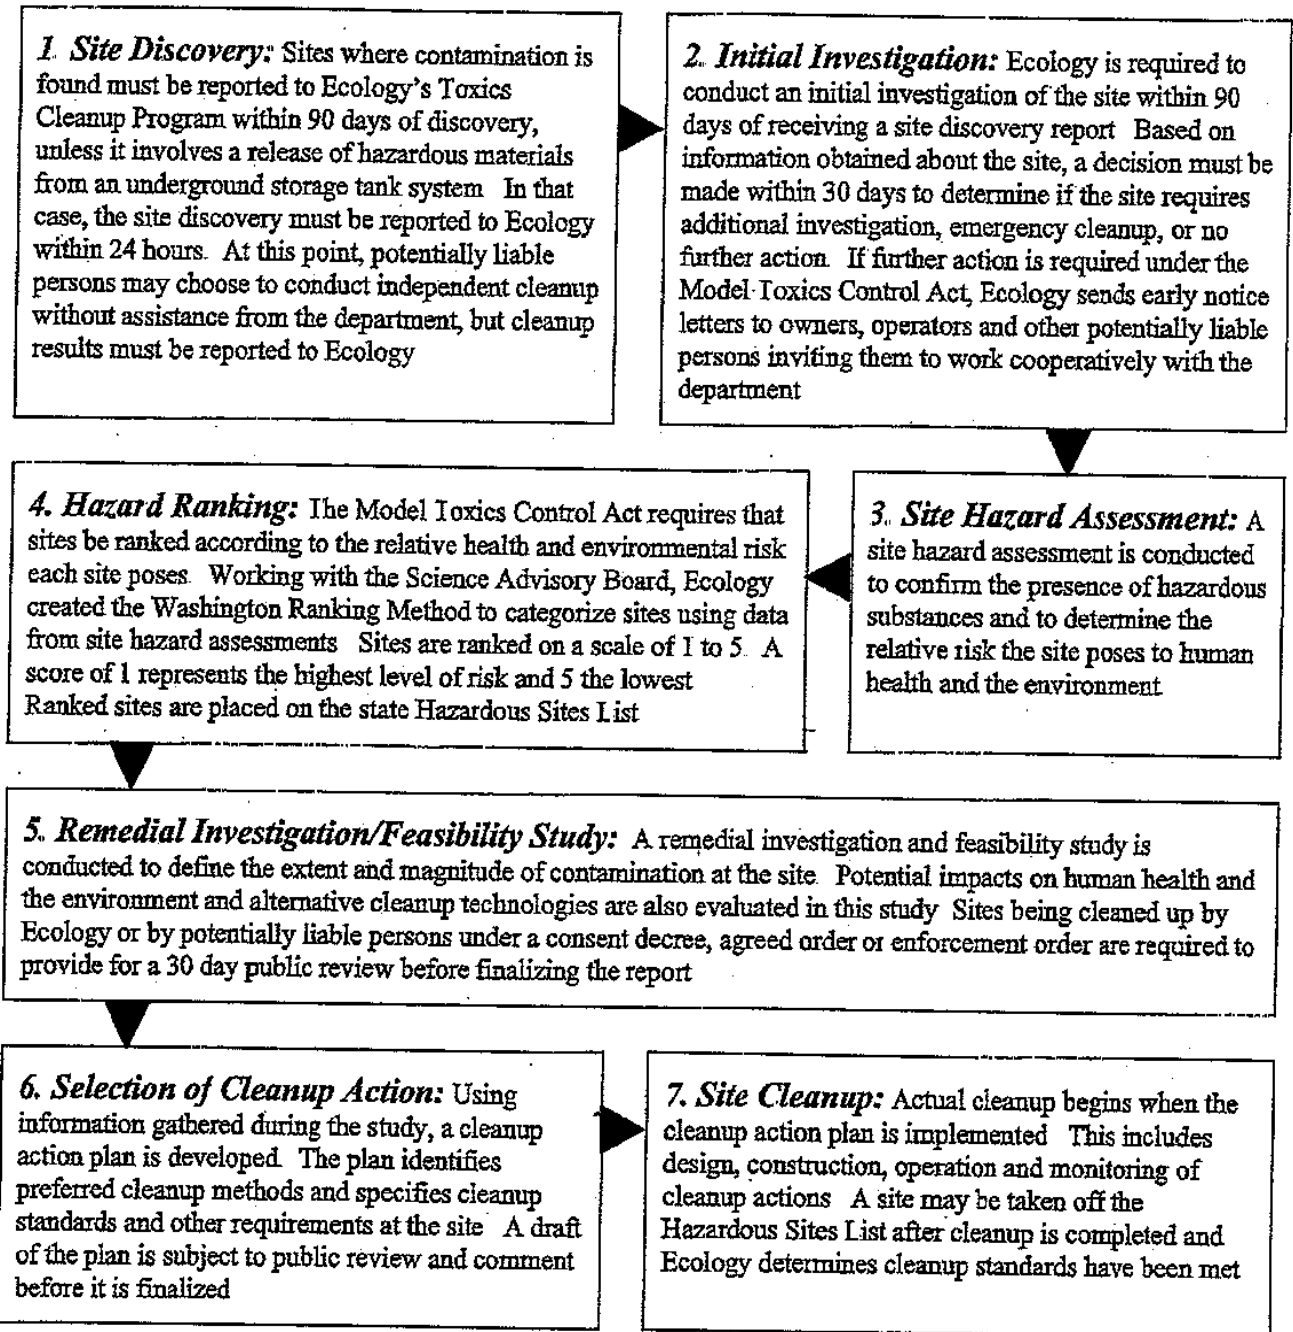 1. Site Discovery: Sites where contamination is
found must be reported to Ecology's Toxics
Cleanup Program within 90 days of discovery,
unless it involves a release of hazardous materials
from an underground storage tank system In that
case, the site discovery must be reported to Ecology
within 24 hours. At this point, potentially liable
persons may choose to conduct independent cleanup
without assistance from the department, but cleanup
results must be reported to Ecology
2. Initial Investigation: Ecology is required to
conduct an initial investigation of the site within 90
days of receiving a site discovery report Based on
information obtained about the site, a decision must be
made within 30 days to determine if the site requires
additional investigation, emergency cleanup, or no
further action. If further action is required under the
Model Toxics Control Act, Ecology sends early notice
letters to owners, operators and other potentially liable
persons inviting them to work cooperatively with the
department
3. Site Hazard Assessment: A
site hazard assessment is conducted
to confirm the presence of hazardous
substances and to determine the
relative risk the site poses to human
health and the environment.
4. Hazard Ranking: The Model Toxics Control Act requires that
sites be ranked according to the relative health and environmental risk
each site poses. Working with the Science Advisory Board, Ecology
created the Washington Ranking Method to categorize sites using data
from site hazard assessments Sites are ranked on a scale of 1 to 5. A
score of 1 represents the highest level of risk and 5 the lowest
Ranked sites are placed on the state Hazardous Sites List
5. Remedial Investigation/Feasibility Study: A remedial investigation and feasibility study is
conducted to define the extent and magnitude of contamination at the site. Potential impacts on human health and
the environment and alternative cleanup technologies are also evaluated in this study Sites being cleaned up by
Ecology or by potentially liable persons under a consent decree, agreed order or enforcement order are required to
provide for a 30 day public review before finalizing the report
6. Selection of Cleanup Action: Using
information gathered during the study, a cleanup
action plan is developed. The plan identifies
preferred cleanup methods and specifies cleanup
standards and other requirements at the site A draft
of the plan is subject to public review and comment
before it is finalized
7. Site Cleanup: Actual cleanup begins when the
cleanup action plan is implemented This includes
design, construction, operation and monitoring of
cleanup actions A site may be taken off the
Hazardous Sites List after cleanup is completed and
Ecology determines cleanup standards have been met